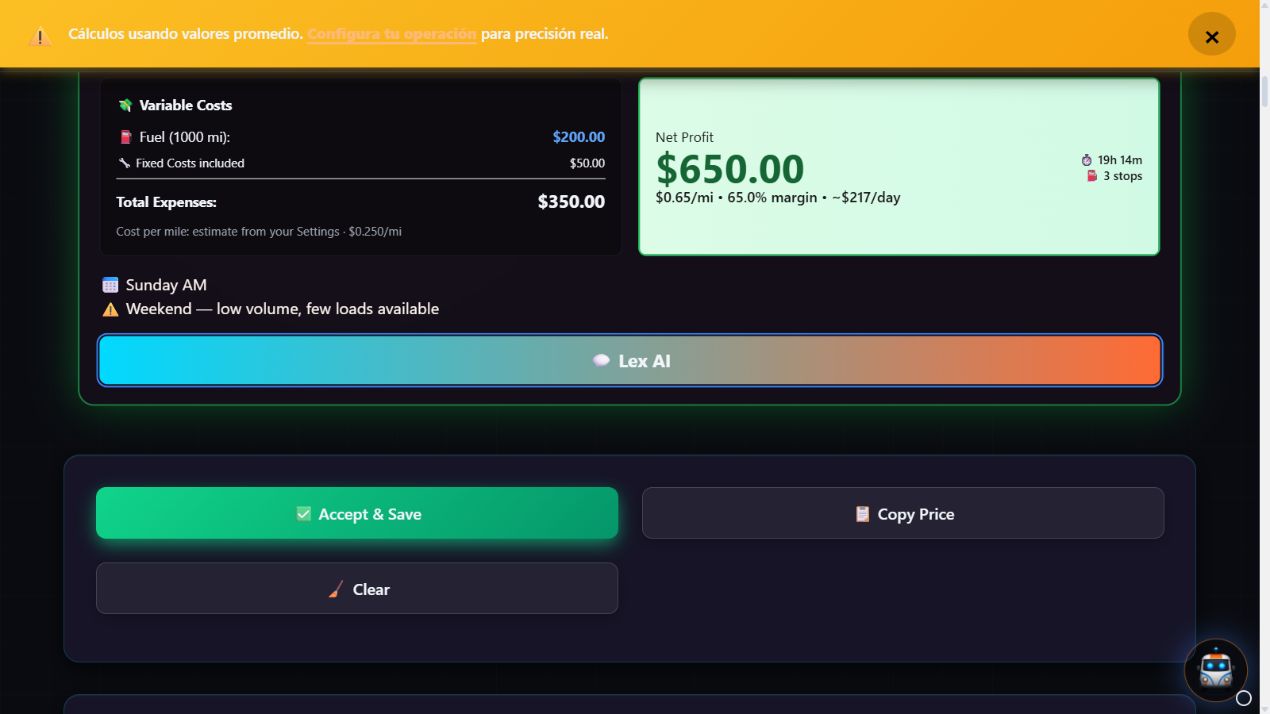 Cálculos usando valores promedio. Configura tu operación para precisión real.
×
Variable Costs
Fuel (1000 mi): $200.00
Fixed Costs included $50.00
Total Expenses: $350.00
Cost per mile: estimate from your Settings · $0.250/mi
Net Profit
$650.00
$0.65/mi • 65.0% margin • ~$217/day
19h 14m
3 stops
Sunday AM
Weekend — low volume, few loads available
Lex AI
Accept & Save
Copy Price
Clear